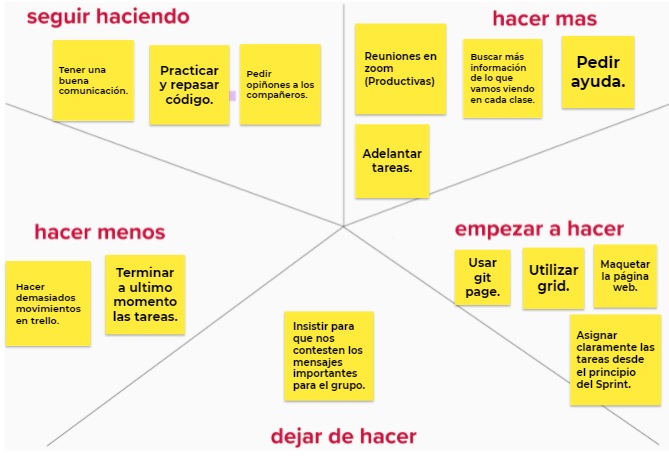 seguir haciendo
Tener una
buena
comunicación.
Practicar
y repasar
código.
Pedir
opiñones a los
compañeros.
hacer mas
Reuniones en
zoom
(Productivas)
Buscar más
información
de lo que
vamos viendo
en cada clase.
Pedir
ayuda.
Adelantar
tareas.
hacer menos
Hacer
demasiados
movimientos
en trello.
Terminar
a ultimo
momento
las tareas.
empezar a hacer
Usar
git
page.
Utilizar
grid.
Maquetar
la página
web.
Asignar
claramente las
tareas desde
el principio
del Sprint.
Insistir para
que nos
contesten los
mensajes
importantes
para el grupo.
dejar de hacer